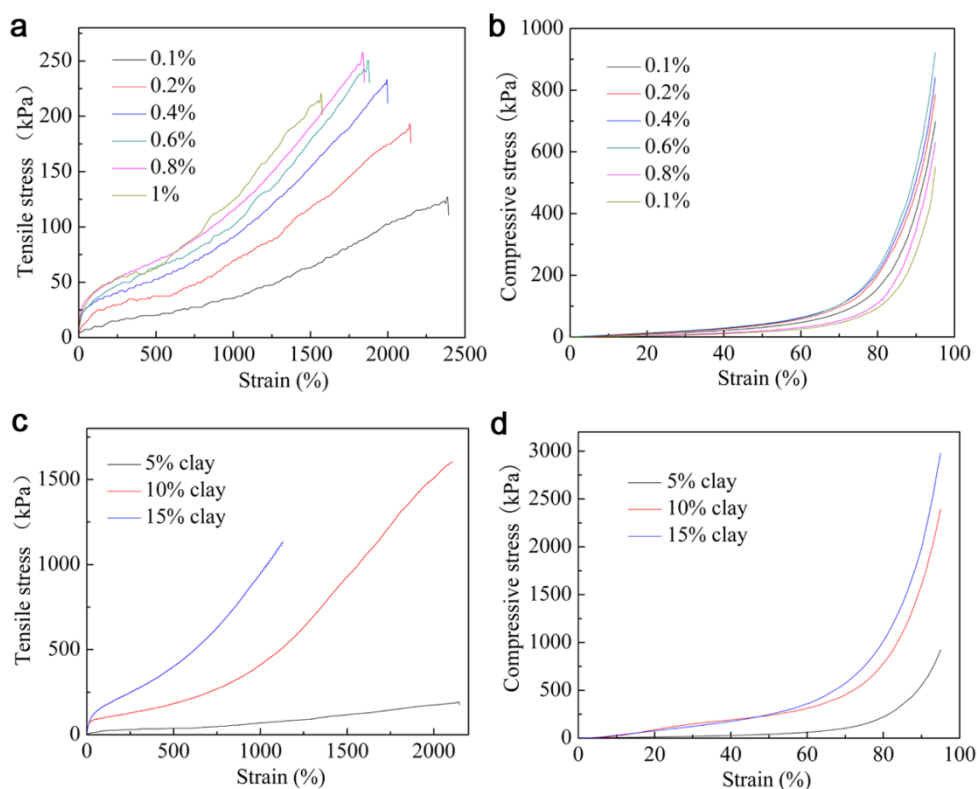 a
Tensile stress (kPa)
250
200
150
100
50
0
0.1%
0.2%
0.4%
0.6%
0.8%
1%
0 500 1000 1500 2000 2500
Strain (%)
b
Compressive stress (kPa)
1000
800
600
400
200
0
0.1%
0.2%
0.4%
0.6%
0.8%
0.1%
0 20 40 60 80 100
Strain (%)
c
Tensile stress (kPa)
1500
1000
500
0
5% clay
10% clay
15% clay
0 500 1000 1500 2000
Strain (%)
d
Compressive stress (kPa)
3000
2500
2000
1500
1000
500
0
5% clay
10% clay
15% clay
0 20 40 60 80 100
Strain (%)